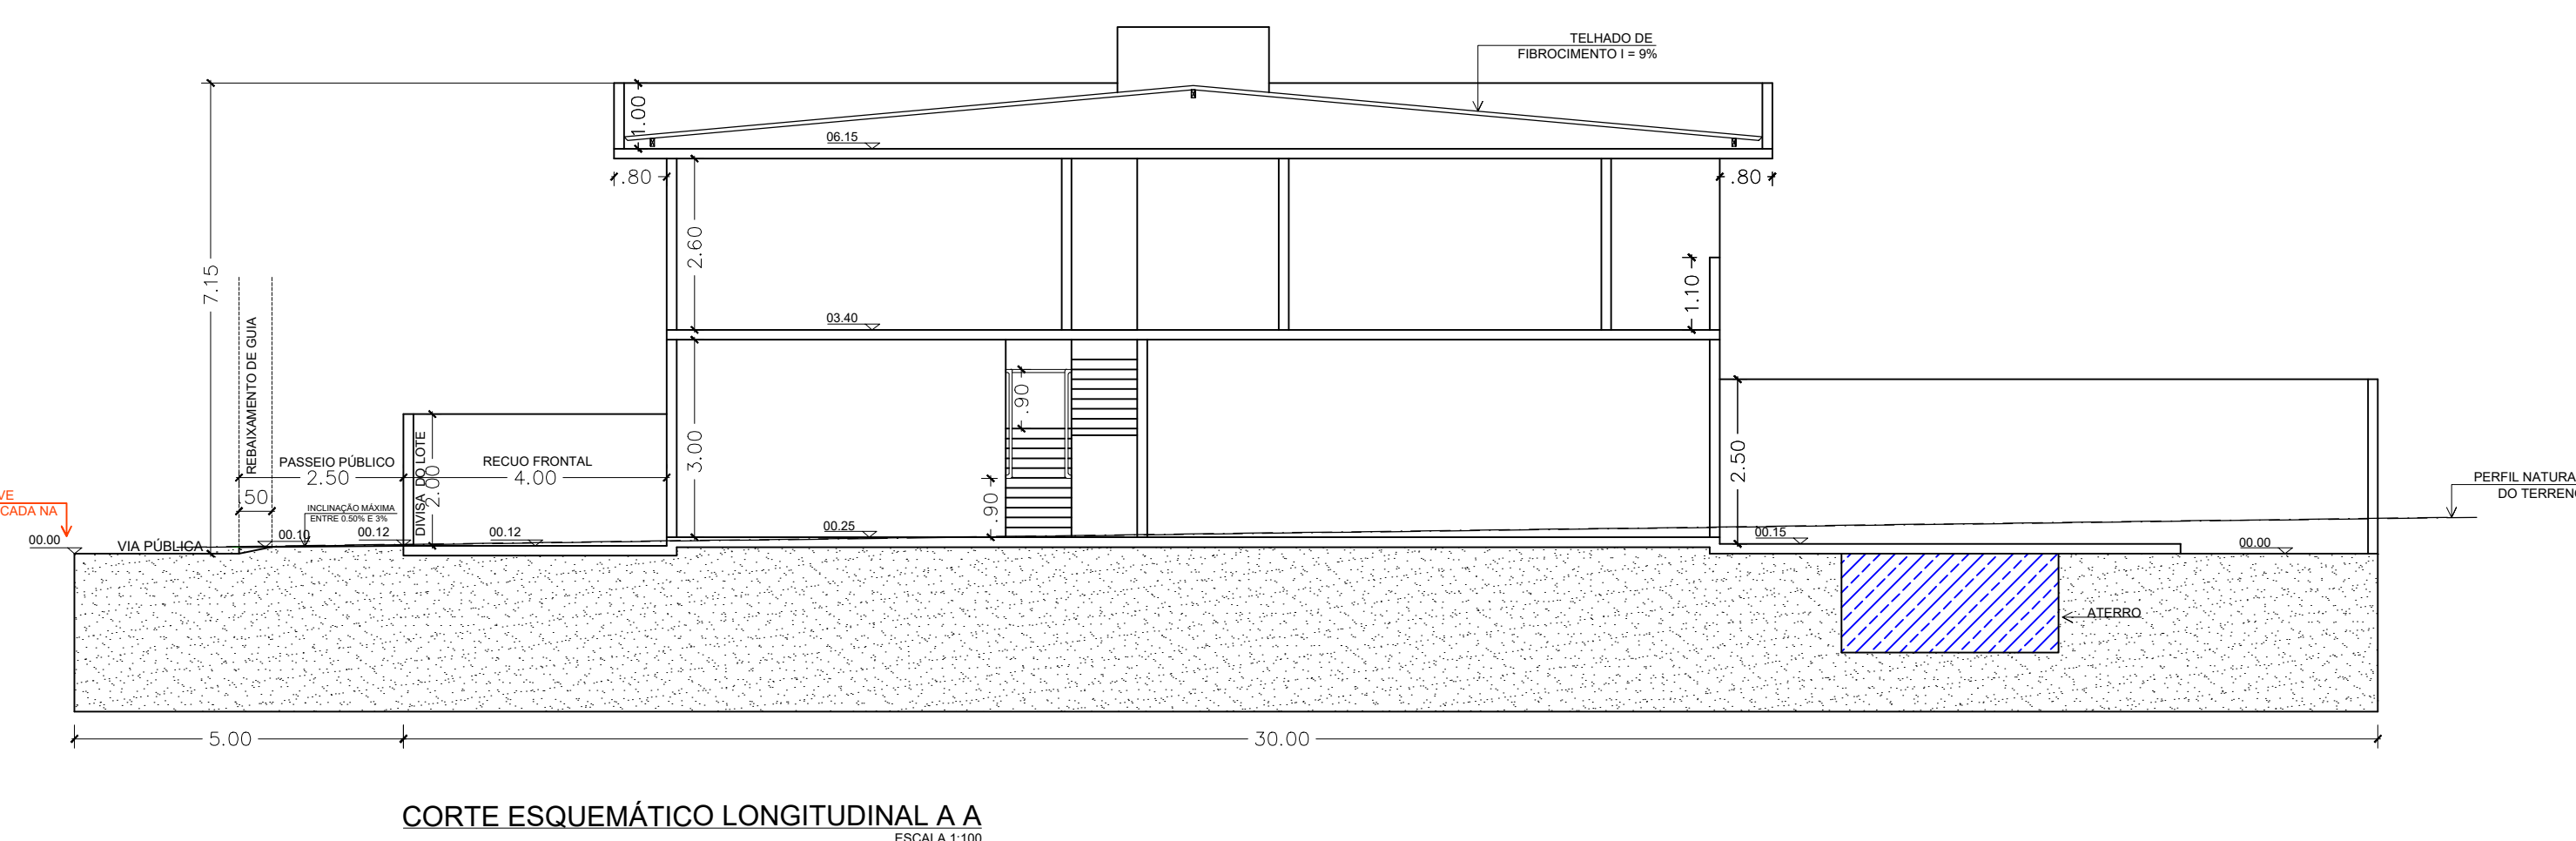 TELHADO DE
FIBROCIMENTO I = 9%
1.00
06.15
.80
.80
2.60
7.15
1.10
03.40
REBAIXAMENTO DE GUIA
.90
DIVISA DO LOTE
2.00
3.00
2.50
PASSEIO PÚBLICO
2.50
RECUO FRONTAL
4.00
.50
.90
INCLINAÇÃO MÁXIMA
ENTRE 0.50% E 3%
VE
CADA NA
00.00
VIA PÚBLICA
00.10
00.12
00.12
00.25
00.15
00.00
PERFIL NATURA
DO TERREN
ATERRO
5.00
30.00
CORTE ESQUEMÁTICO LONGITUDINAL A A
ESCALA 1:100